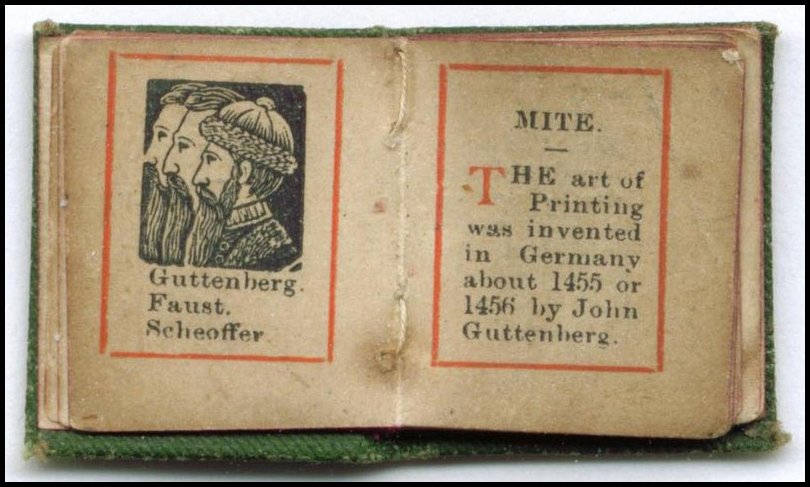 Guttenberg.
Faust.
Scheoffer.
MITE.
THE art of
Printing
was invented
in Germany
about 1455 or
1456 by John
Guttenberg.